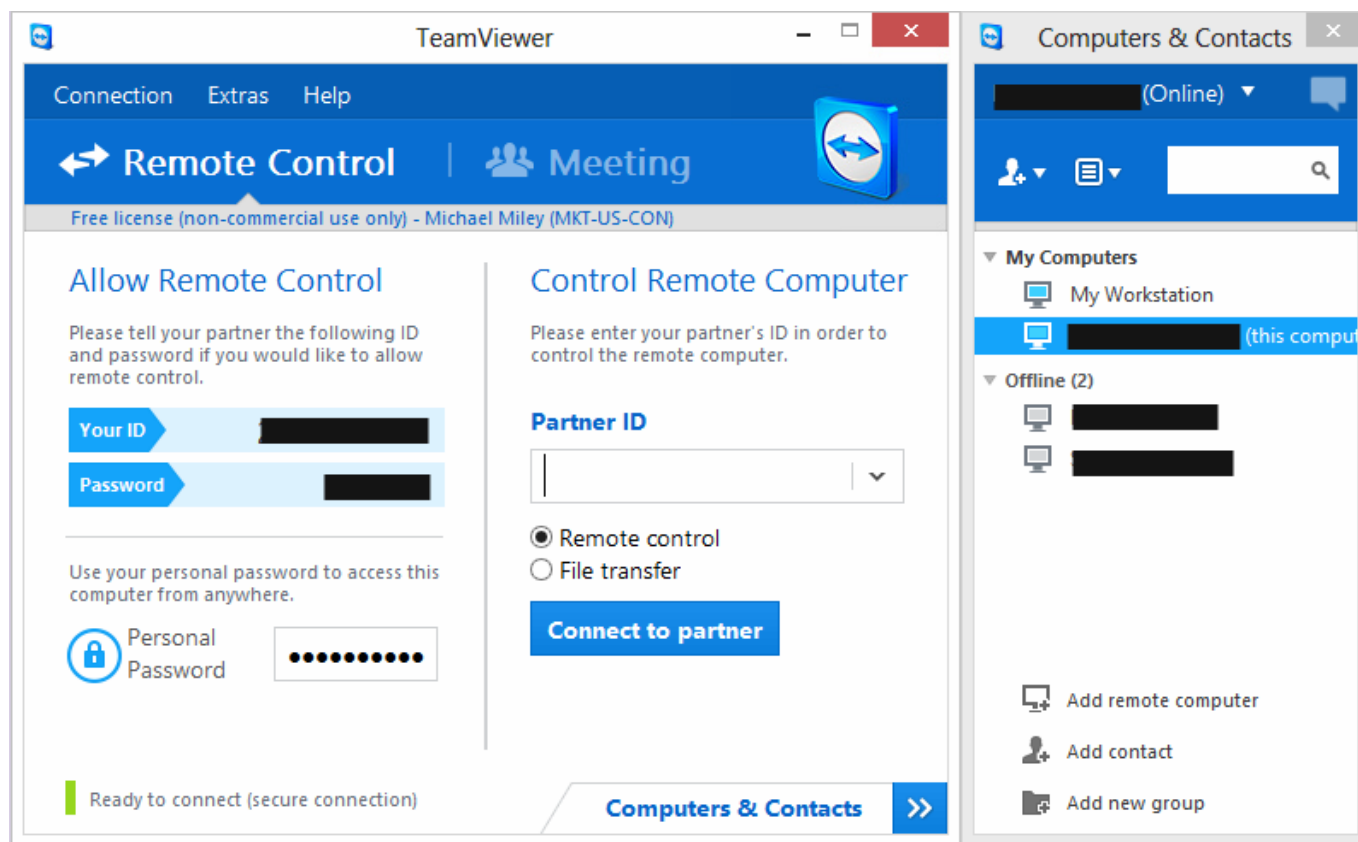 TeamViewer
Connection Extras Help
Remote Control
Meeting
Free license (non-commercial use only) - Michael Miley (MKT-US-CON)
Allow Remote Control
Please tell your partner the following ID
and password if you would like to allow
remote control.
Your ID
Password
Use your personal password to access this
computer from anywhere.
Personal
Password
Control Remote Computer
Please enter your partner's ID in order to
control the remote computer.
Partner ID
Remote control
File transfer
Connect to partner
Ready to connect (secure connection)
Computers & Contacts
Computers & Contacts
(Online)
My Computers
My Workstation
(this comput
Offline (2)
Add remote computer
Add contact
Add new group